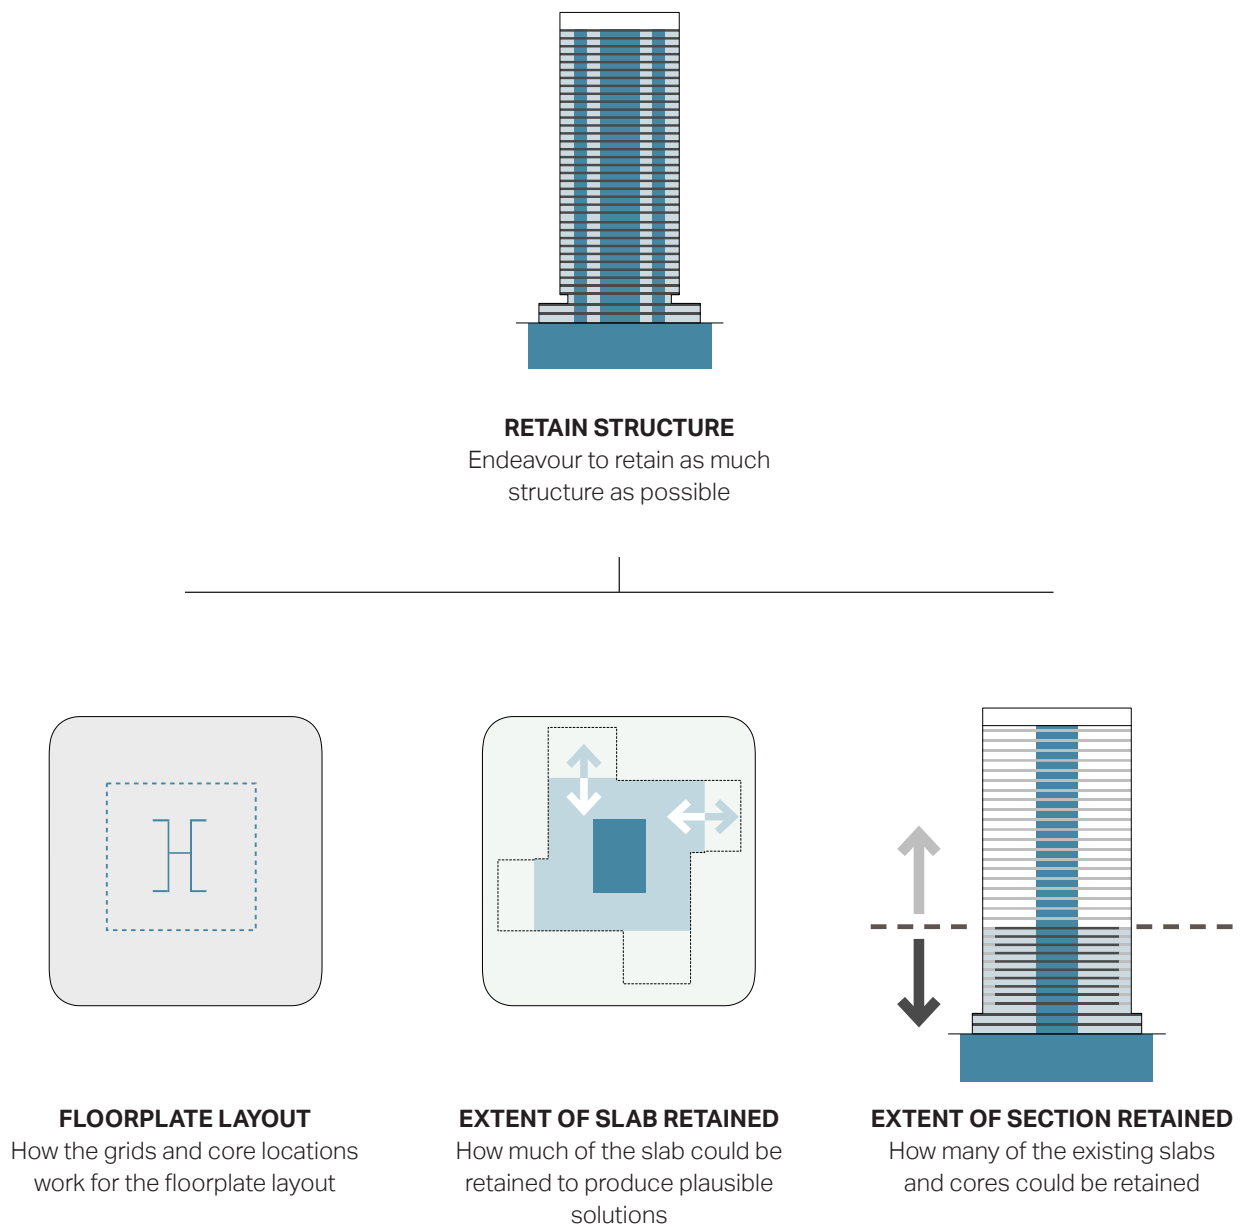 RETAIN STRUCTURE
Endeavour to retain as much
structure as possible
FLOORPLATE LAYOUT
How the grids and core locations
work for the floorplate layout
EXTENT OF SLAB RETAINED
How much of the slab could be
retained to produce plausible
solutions
EXTENT OF SECTION RETAINED
How many of the existing slabs
and cores could be retained